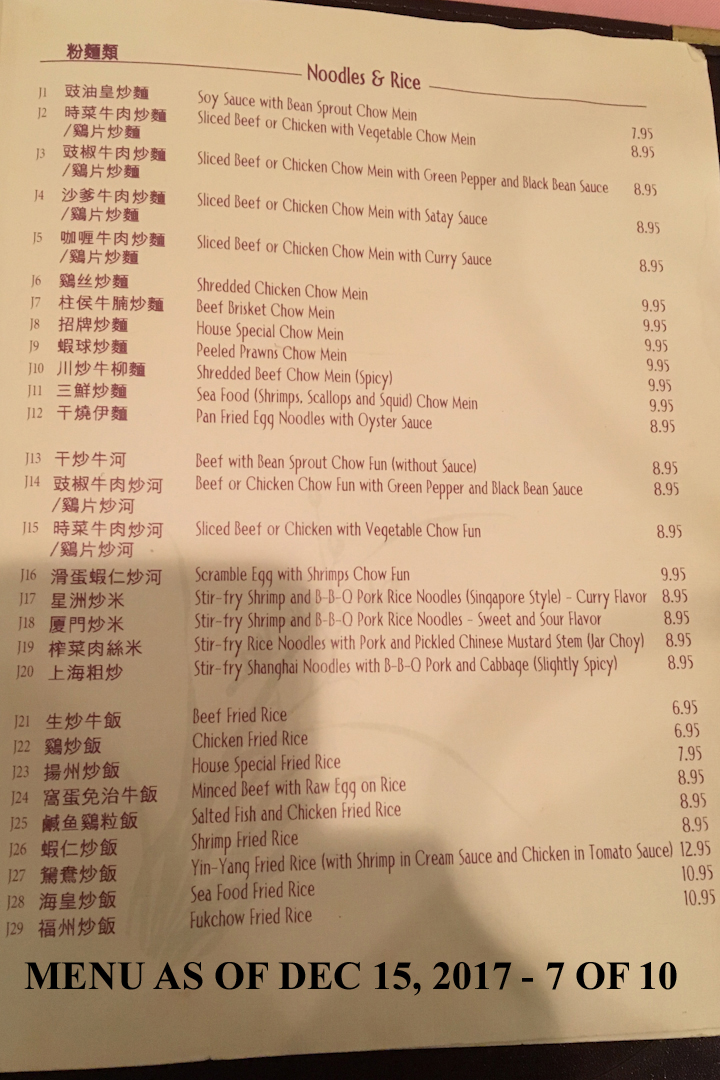 粉麵類
Noodles & Rice
J1 豉油皇炒麵 Soy Sauce with Bean Sprout Chow Mein 7.95
J2 時菜牛肉炒麵 Sliced Beef or Chicken with Vegetable Chow Mein 8.95
/鷄片炒麵
J3 豉椒牛肉炒麵 Sliced Beef or Chicken Chow Mein with Green Pepper and Black Bean Sauce 8.95
/鷄片炒麵
J4 沙爹牛肉炒麵 Sliced Beef or Chicken Chow Mein with Satay Sauce 8.95
/鷄片炒麵
J5 咖喱牛肉炒麵 Sliced Beef or Chicken Chow Mein with Curry Sauce 8.95
/鷄片炒麵
J6 鷄丝炒麵 Shredded Chicken Chow Mein 9.95
J7 柱侯牛腩炒麵 Beef Brisket Chow Mein 9.95
J8 招牌炒麵 House Special Chow Mein 9.95
J9 蝦球炒麵 Peeled Prawns Chow Mein 9.95
J10 川炒牛柳麵 Shredded Beef Chow Mein (Spicy) 9.95
J11 三鮮炒麵 Sea Food (Shrimps, Scallops and Squid) Chow Mein 9.95
J12 干燒伊麵 Pan Fried Egg Noodles with Oyster Sauce 8.95
J13 干炒牛河 Beef with Bean Sprout Chow Fun (without Sauce) 8.95
J14 豉椒牛肉炒河 Beef or Chicken Chow Fun with Green Pepper and Black Bean Sauce 8.95
/鷄片炒河
J15 時菜牛肉炒河 Sliced Beef or Chicken with Vegetable Chow Fun 8.95
/鷄片炒河
J16 滑蛋蝦仁炒河 Scramble Egg with Shrimps Chow Fun 9.95
J17 星洲炒米 Stir-fry Shrimp and B-B-Q Pork Rice Noodles (Singapore Style) - Curry Flavor 8.95
J18 厦門炒米 Stir-fry Shrimp and B-B-Q Pork Rice Noodles - Sweet and Sour Flavor 8.95
J19 榨菜肉絲米 Stir-fry Rice Noodles with Pork and Pickled Chinese Mustard Stem (Jar Choy) 8.95
J20 上海粗炒 Stir-fry Shanghai Noodles with B-B-Q Pork and Cabbage (Slightly Spicy) 8.95
J21 生炒牛飯 Beef Fried Rice 6.95
J22 鷄炒飯 Chicken Fried Rice 6.95
J23 揚州炒飯 House Special Fried Rice 7.95
J24 窩蛋免治牛飯 Minced Beef with Raw Egg on Rice 8.95
J25 鹹鱼鷄粒飯 Salted Fish and Chicken Fried Rice 8.95
J26 蝦仁炒飯 Shrimp Fried Rice 8.95
J27 鴛鴦炒飯 Yin-Yang Fried Rice (with Shrimp in Cream Sauce and Chicken in Tomato Sauce) 12.95
J28 海皇炒飯 Sea Food Fried Rice 10.95
J29 福州炒飯 Fukchow Fried Rice 10.95
MENU AS OF DEC 15, 2017 - 7 OF 10